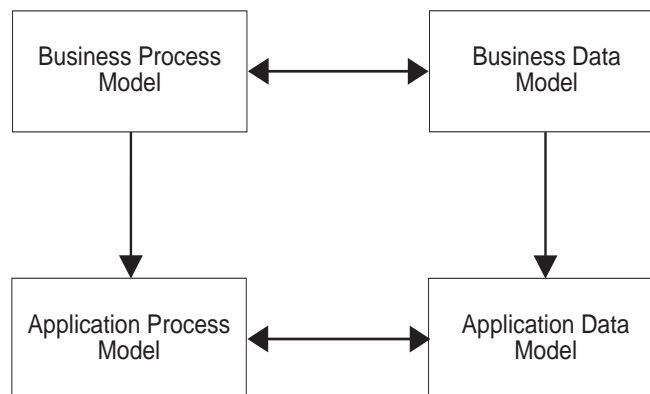 Business Process
Model
Business Data
Model
Application Process
Model
Application Data
Model